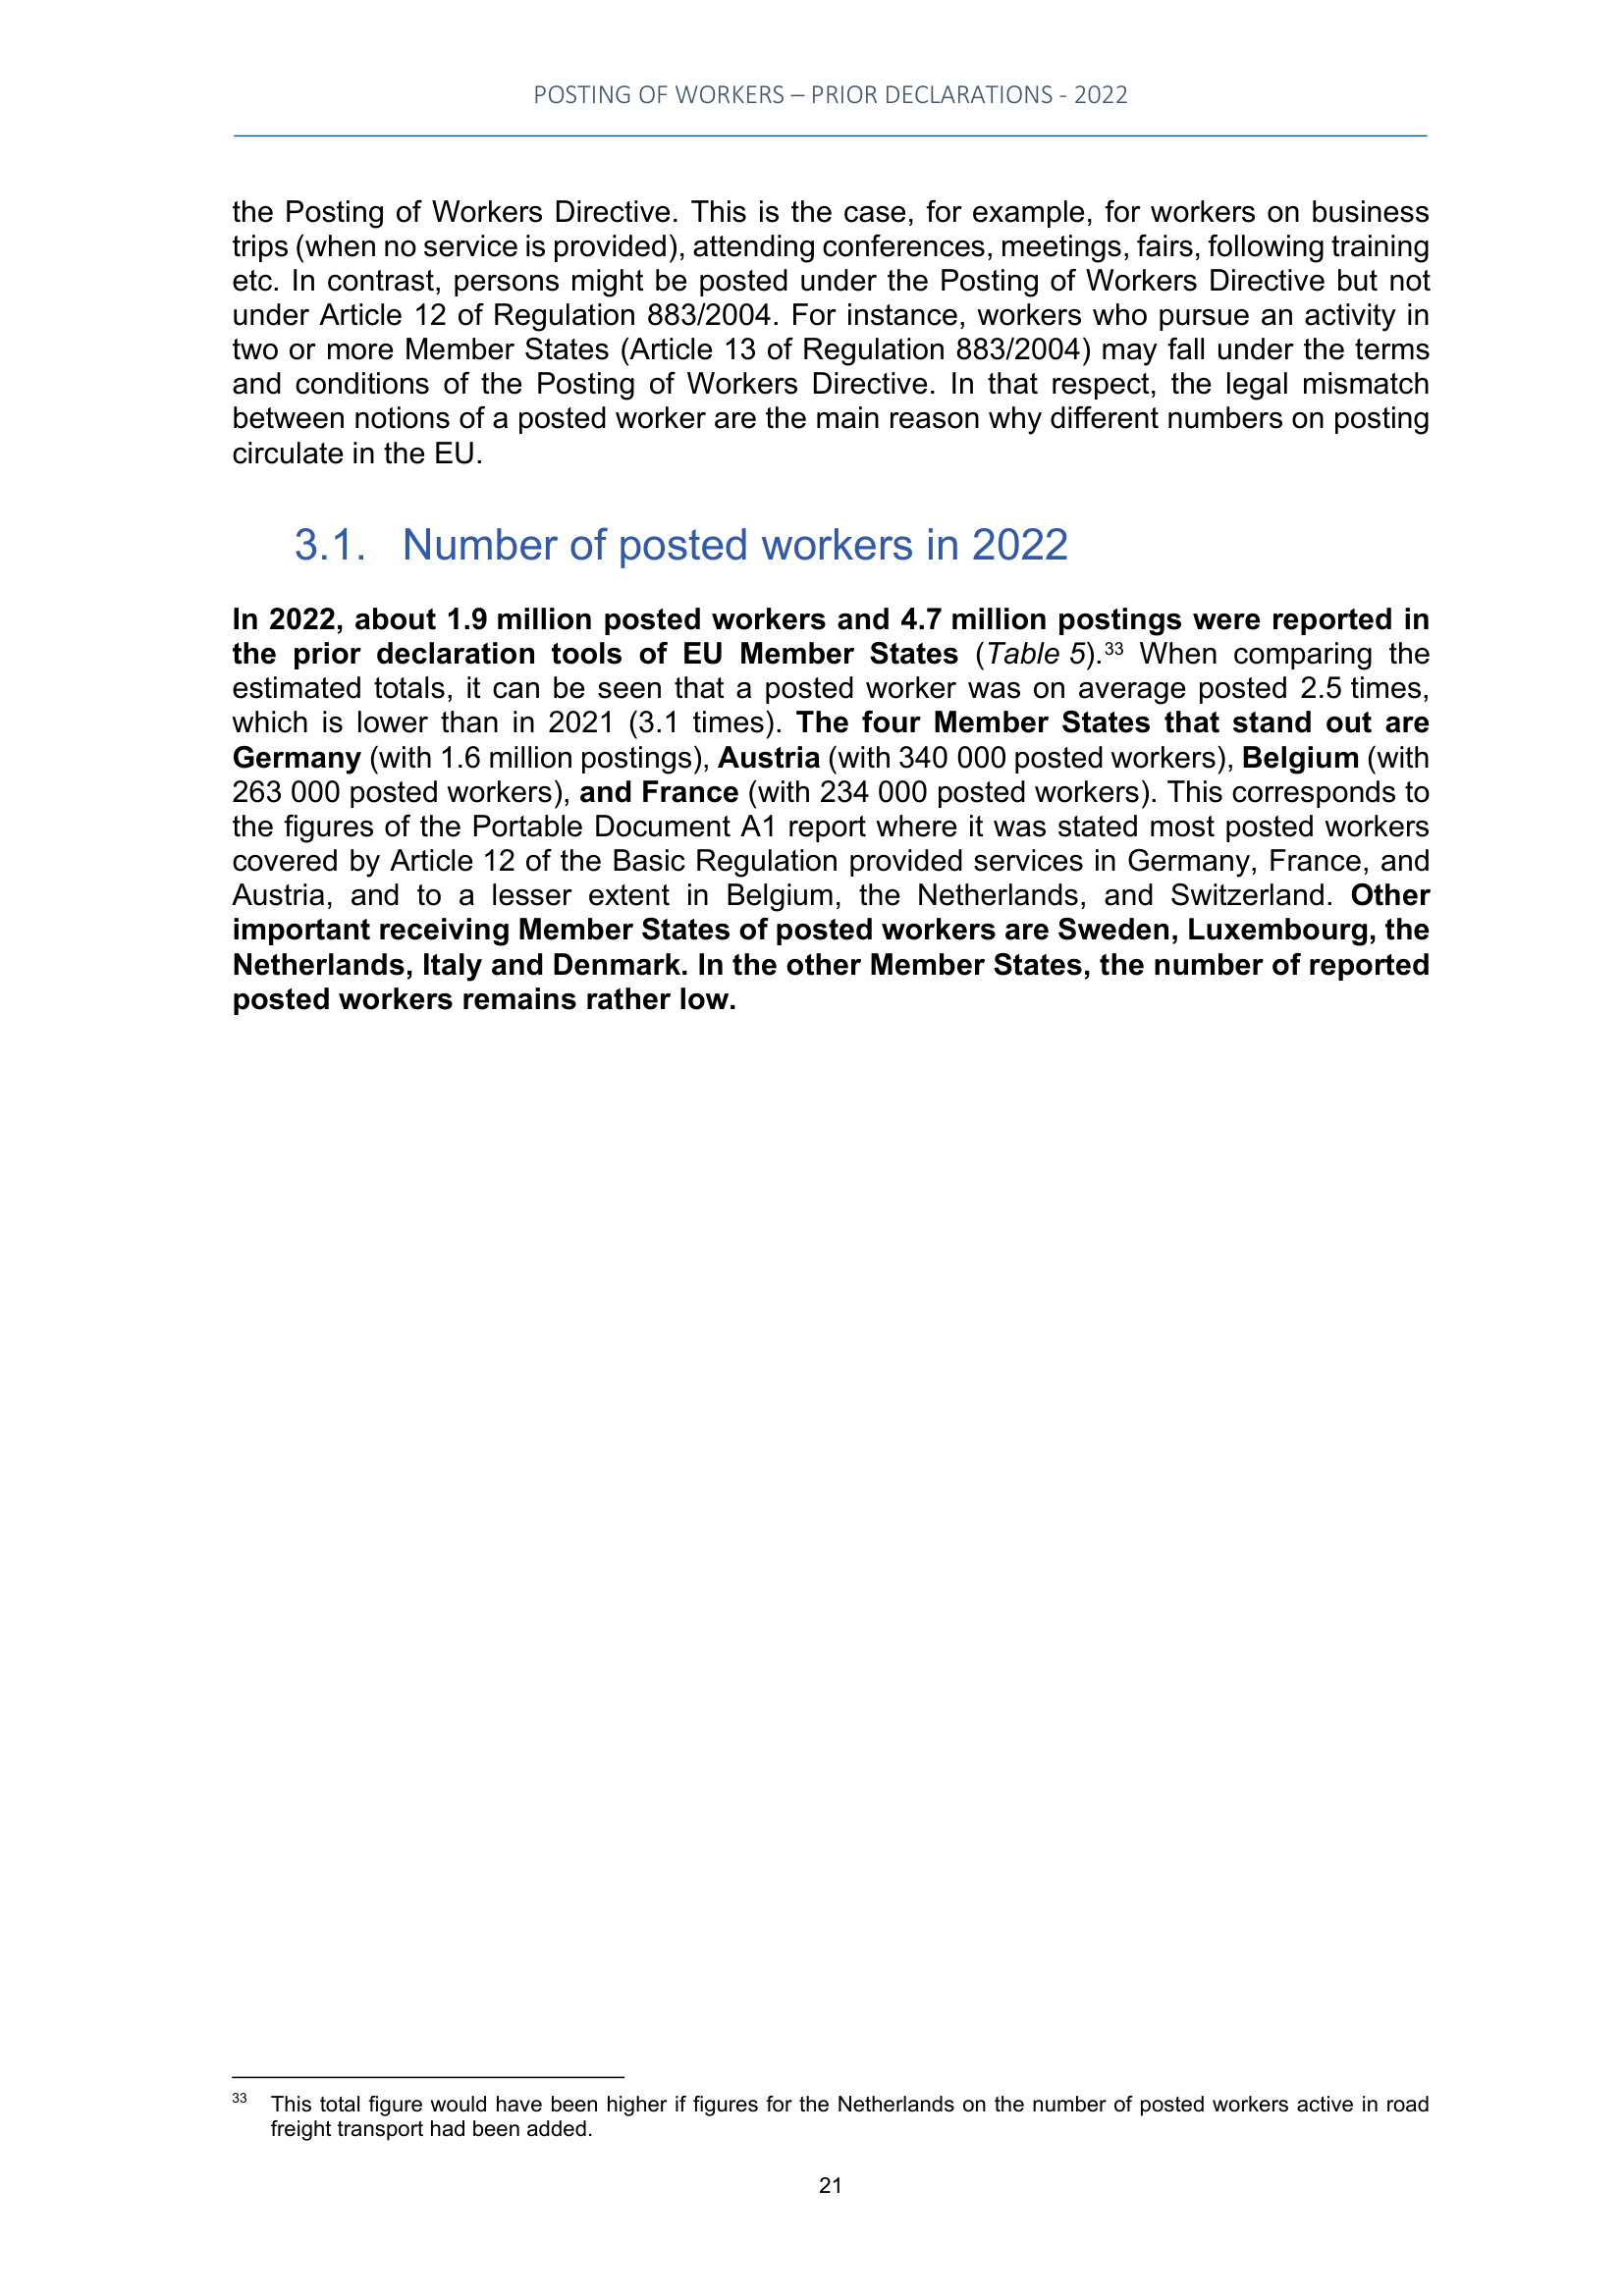 POSTING OF WORKERS – PRIOR DECLARATIONS - 2022
the Posting of Workers Directive. This is the case, for example, for workers on business
trips (when no service is provided), attending conferences, meetings, fairs, following training
etc. In contrast, persons might be posted under the Posting of Workers Directive but not
under Article 12 of Regulation 883/2004. For instance, workers who pursue an activity in
two or more Member States (Article 13 of Regulation 883/2004) may fall under the terms
and conditions of the Posting of Workers Directive. In that respect, the legal mismatch
between notions of a posted worker are the main reason why different numbers on posting
circulate in the EU.
3.1. Number of posted workers in 2022
In 2022, about 1.9 million posted workers and 4.7 million postings were reported in
the prior declaration tools of EU Member States (Table 5).33 When comparing the
estimated totals, it can be seen that a posted worker was on average posted 2.5 times,
which is lower than in 2021 (3.1 times). The four Member States that stand out are
Germany (with 1.6 million postings), Austria (with 340 000 posted workers), Belgium (with
263 000 posted workers), and France (with 234 000 posted workers). This corresponds to
the figures of the Portable Document A1 report where it was stated most posted workers
covered by Article 12 of the Basic Regulation provided services in Germany, France, and
Austria, and to a lesser extent in Belgium, the Netherlands, and Switzerland. Other
important receiving Member States of posted workers are Sweden, Luxembourg, the
Netherlands, Italy and Denmark. In the other Member States, the number of reported
posted workers remains rather low.
33 This total figure would have been higher if figures for the Netherlands on the number of posted workers active in road
freight transport had been added.
21